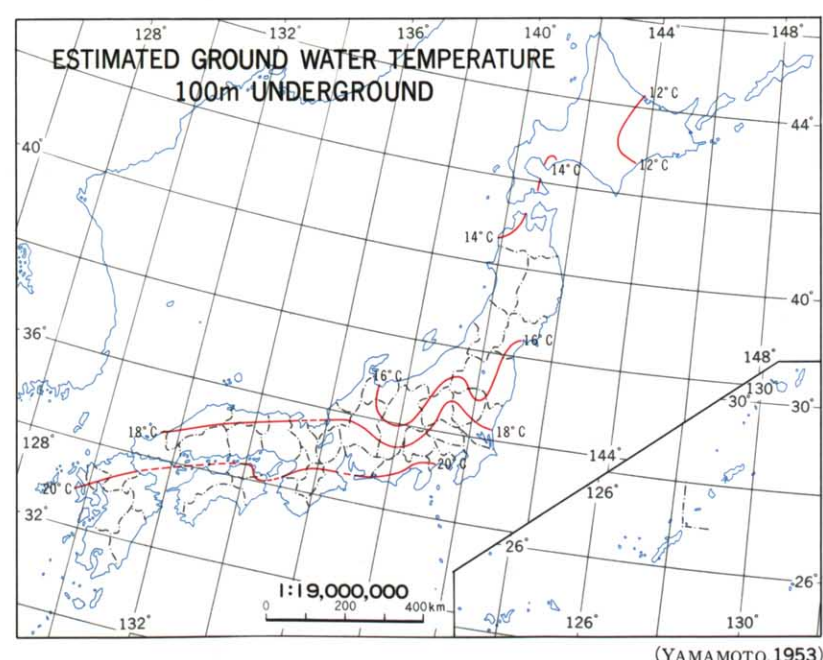 128°
132°
136°
140°
144°
148°
ESTIMATED GROUND WATER TEMPERATURE
100m UNDERGROUND
12°C
44°
40°
14°C
12°C
14°C
40°
36°
16°C
148°
16°C
130°
30°
30°
128°
18°C
18°C
20°C
144°
20°C
126°
32°
26°
1:19,000,000
26°
0 200 400km
132°
126°
130°
(YAMAMOTO 1953)